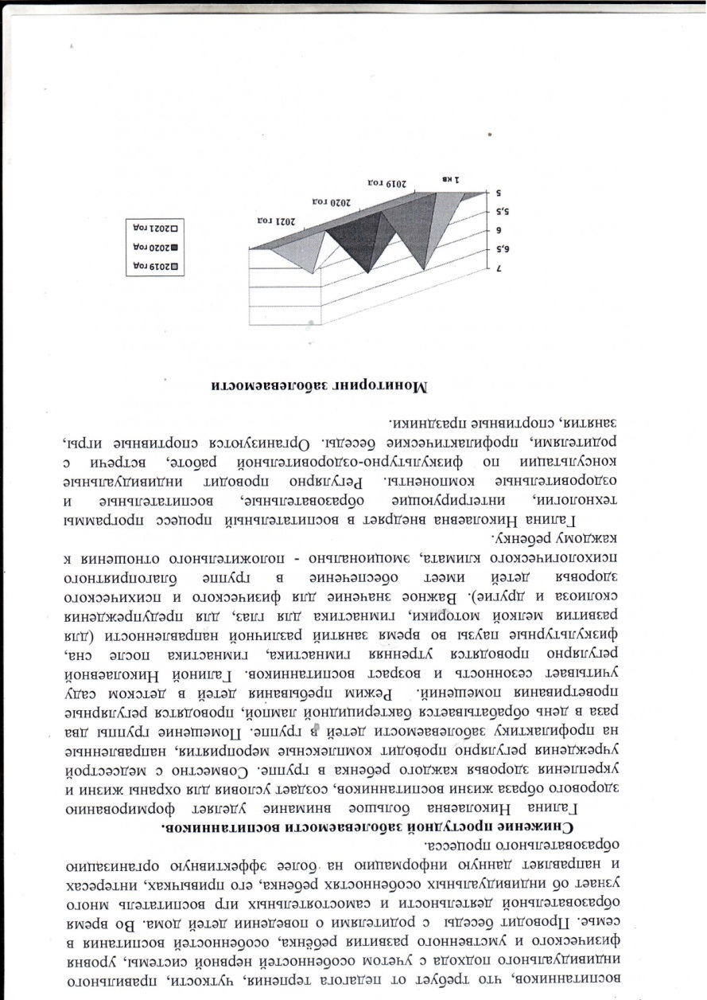 воспитанников, что требует от педагога терпения, чуткости, правильного
индивидуального подхода с учетом особенностей нервной системы, уровня
физического и умственного развития ребёнка, особенностей воспитания в
семье. Проводит беседы с родителями о поведении детей дома. Во время
образовательной деятельности и самостоятельных игр воспитатель много
узнает об индивидуальных особенностях ребенка, его привычках, интересах
и направляет данную информацию на более эффективную организацию
образовательного процесса.
Снижение простудной заболеваемости воспитанников.
Галина Николаевна большое внимание уделяет формированию
здорового образа жизни воспитанников, создает условия для охраны жизни и
укрепления здоровья каждого ребенка в группе. Совместно с медсестрой
учреждения регулярно проводит комплексные мероприятия, направленные
на профилактику заболеваемости детей в группе. Помещение группы два
раза в день обрабатывается бактерицидной лампой, проводятся регулярные
проветривания помещений. Режим пребывания детей в детском саду
учитывает сезонность и возраст воспитанников. Галиной Николаевной
регулярно проводятся утренняя гимнастика, гимнастика после сна,
физкультурные паузы во время занятий различной направленности (для
развития мелкой моторики, гимнастика для глаз, для предупреждения
сколиоза и другие). Важное значение для физического и психического
здоровья детей имеет обеспечение в группе благоприятного
психологического климата, эмоционально - положительного отношения к
каждому ребенку.
Галина Николаевна внедряет в воспитательный процесс программы
технологии, интегрирующие образовательные, воспитательные и
оздоровительные компоненты. Регулярно проводит индивидуальные
консультации по физкультурно-оздоровительной работе, встречи с
родителями, профилактические беседы. Организуются спортивные игры,
занятия, спортивные праздники.
Мониторинг заболеваемости
7
6,5
6
5,5
5
1 кв
2019 год
2020 год
2021 год
2019 год
2020 год
2021 год